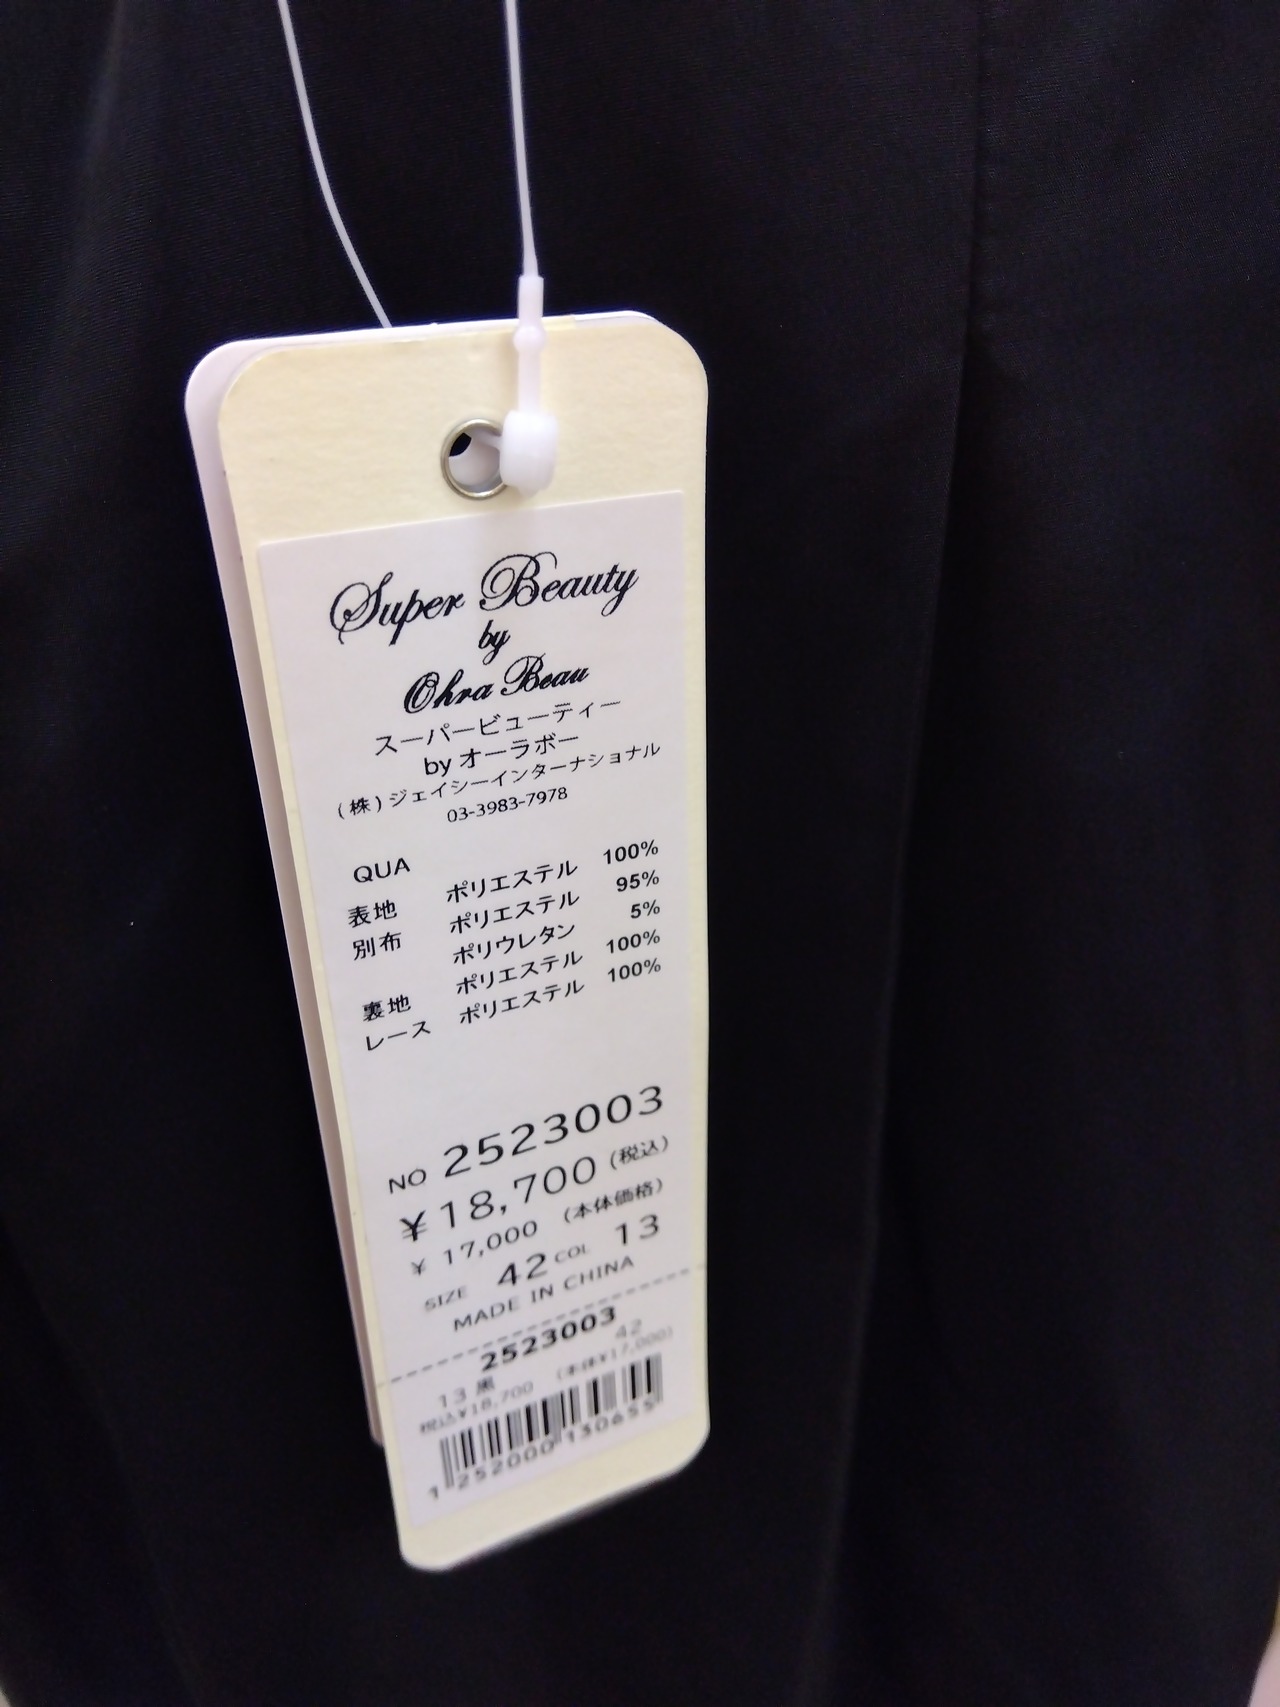 Super Beauty
by
Ohra Beau
スーパービューティー
by オーラボー
(株)ジェイシーインターナショナル
03-3983-7978
QUA
表地 ポリエステル 100%
別布 ポリエステル 95%
ポリウレタン 5%
裏地 ポリエステル 100%
レース ポリエステル 100%
NO 2523003
¥18,700 (税込)
¥ 17,000 (本体価格)
SIZE 42 COL 13
MADE IN CHINA
2523003
13 黒 42
税込¥18,700 (本体¥17,000)
1 252000 130655